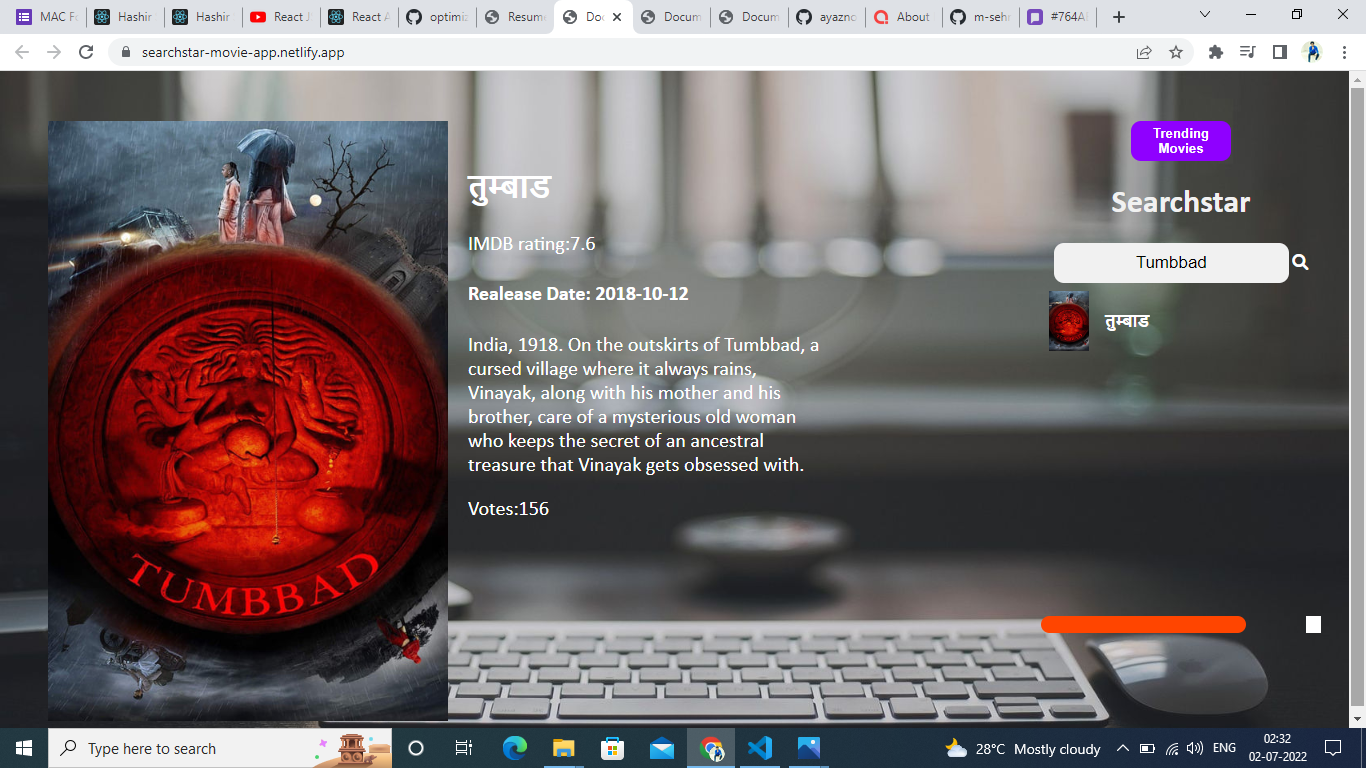 MAC Fo
Hashir
Hashir
React J
React A
optimiz
Resume
Doc
Docum
Docum
ayaznc
About
m-sehr
#764A
searchstar-movie-app.netlify.app
Trending
Movies
Searchstar
Tumbbad
तुम्बाड
तुम्बाड
IMDB rating:7.6
Realease Date: 2018-10-12
India, 1918. On the outskirts of Tumbbad, a
cursed village where it always rains,
Vinayak, along with his mother and his
brother, care of a mysterious old woman
who keeps the secret of an ancestral
treasure that Vinayak gets obsessed with.
Votes:156
TUMBBAD
Type here to search
28°C Mostly cloudy
ENG
02:32
02-07-2022